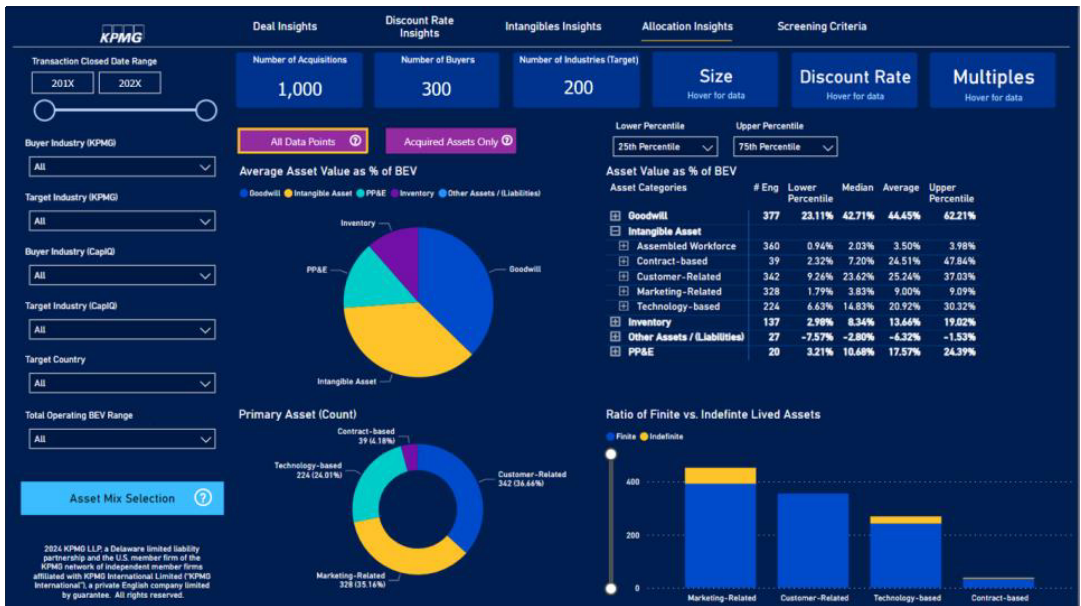 KPMG
Deal Insights
Discount Rate
Insights
Intangibles Insights
Allocation Insights
Screening Criteria
Transaction Closed Date Range
201X
202X
Buyer Industry (KPMG)
All
Target Industry (KPMG)
All
Buyer Industry (CapIQ)
All
Target Industry (CapIQ)
All
Target Country
All
Total Operating BEV Range
All
Asset Mix Selection ?
2024 KPMG LLP, a Delaware limited liability
partnership and the U.S. member firm of the
KPMG network of independent member firms
affiliated with KPMG International Limited ("KPMG
International"), a private English company limited
by guarantee. All rights reserved.
Number of Acquisitions
1,000
Number of Buyers
300
Number of Industries (Target)
200
Size
Hover for data
Discount Rate
Hover for data
Multiples
Hover for data
All Data Points ?
Acquired Assets Only ?
Lower Percentile
25th Percentile
Upper Percentile
75th Percentile
Average Asset Value as % of BEV
Goodwill Intangible Asset PP&E Inventory Other Assets / (Liabilities)
Inventory
PP&E
Goodwill
Intangible Asset
Asset Value as % of BEV
Asset Categories # Eng Lower Percentile Median Average Upper Percentile
Goodwill 377 23.11% 42.71% 44.45% 62.21%
Intangible Asset
Assembled Workforce 360 0.94% 2.03% 3.50% 3.98%
Contract-based 39 2.32% 7.20% 24.51% 47.84%
Customer-Related 342 9.26% 23.62% 25.24% 37.03%
Marketing-Related 328 1.79% 3.83% 9.00% 9.09%
Technology-based 224 6.63% 14.83% 20.92% 30.32%
Inventory 137 2.98% 8.34% 13.66% 19.02%
Other Assets / (Liabilities) 27 -7.57% -2.80% -6.32% -1.53%
PP&E 20 3.21% 10.68% 17.57% 24.39%
Primary Asset (Count)
Contract-based
39 (4.18%)
Technology-based
224 (24.01%)
Customer-Related
342 (36.66%)
Marketing-Related
328 (35.16%)
Ratio of Finite vs. Indefinte Lived Assets
Finite Indefinite
400
200
0
Marketing-Related
Customer-Related
Technology-based
Contract-based